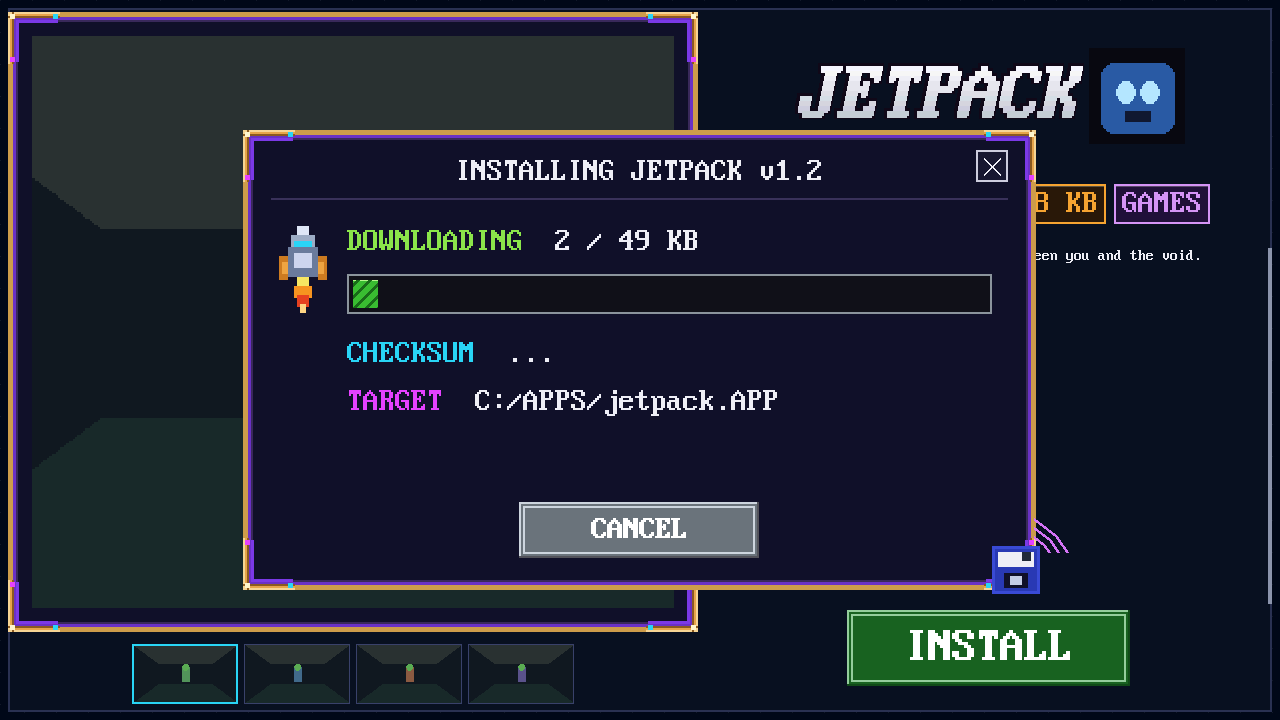 JETPACK
INSTALLING JETPACK v1.2
B KB
GAMES
DOWNLOADING 2 / 49 KB
een you and the void.
CHECKSUM ...
TARGET C:/APPS/jetpack.APP
CANCEL
INSTALL